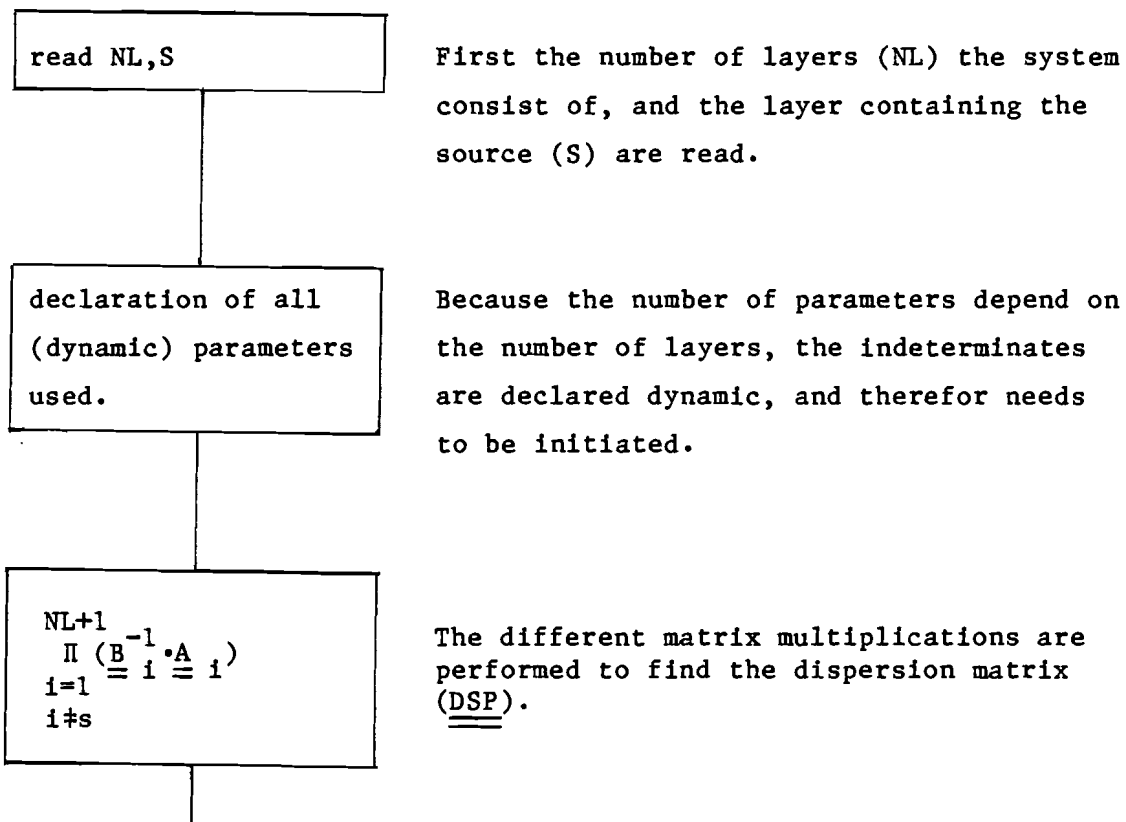 read NL,S
First the number of layers (NL) the system
consist of, and the layer containing the
source (S) are read.
declaration of all
(dynamic) parameters
used.
Because the number of parameters depend on
the number of layers, the indeterminates
are declared dynamic, and therefor needs
to be initiated.
NL+1
Π (B⁻¹ i •A i)
i=1
i‡s
The different matrix multiplications are
performed to find the dispersion matrix
(DSP).